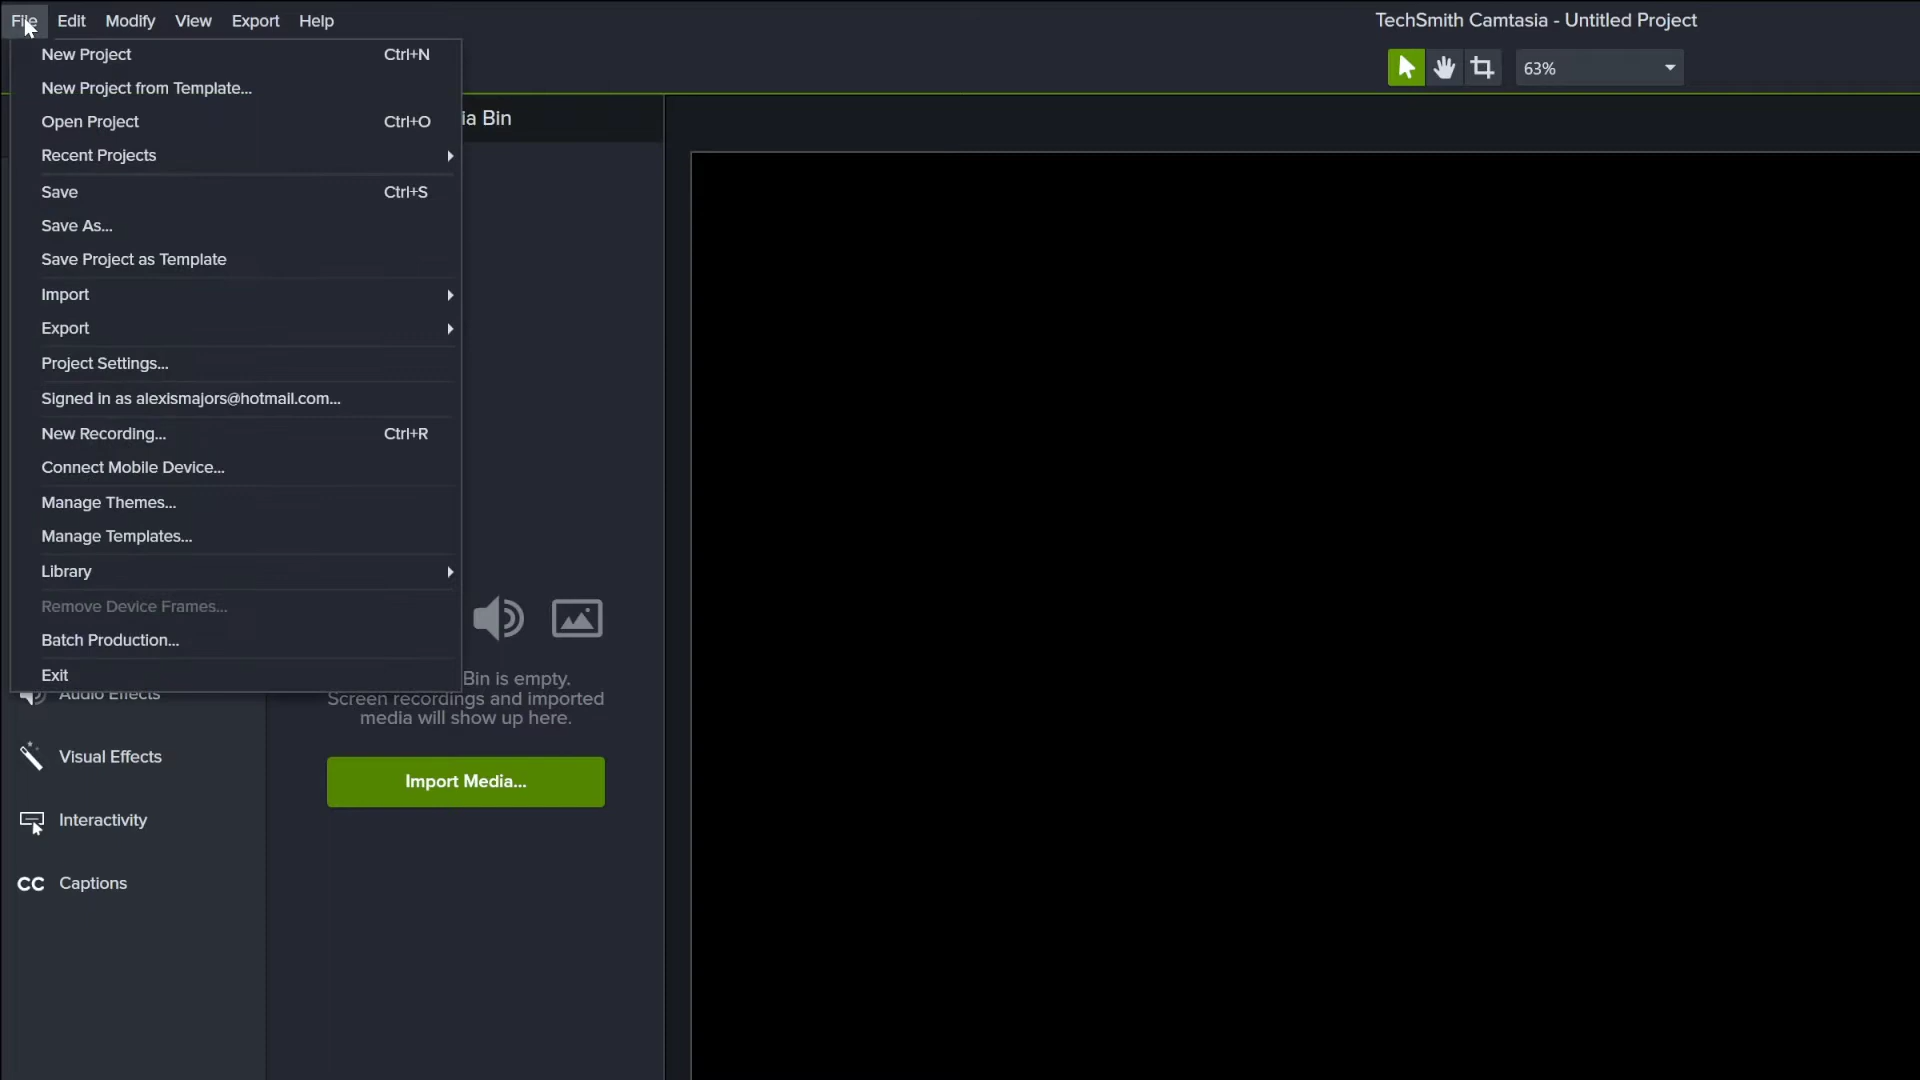 File Edit Modify View Export Help
TechSmith Camtasia - Untitled Project
63%
New Project Ctrl+N
New Project from Template...
Open Project Ctrl+O
Recent Projects
Save Ctrl+S
Save As...
Save Project as Template
Import
Export
Project Settings...
Signed in as alexismajors@hotmail.com...
New Recording... Ctrl+R
Connect Mobile Device...
Manage Themes...
Manage Templates...
Library
Remove Device Frames...
Batch Production...
Exit
ia Bin
Audio Effects
Visual Effects
Interactivity
CC Captions
Bin is empty.
Screen recordings and imported
media will show up here.
Import Media...